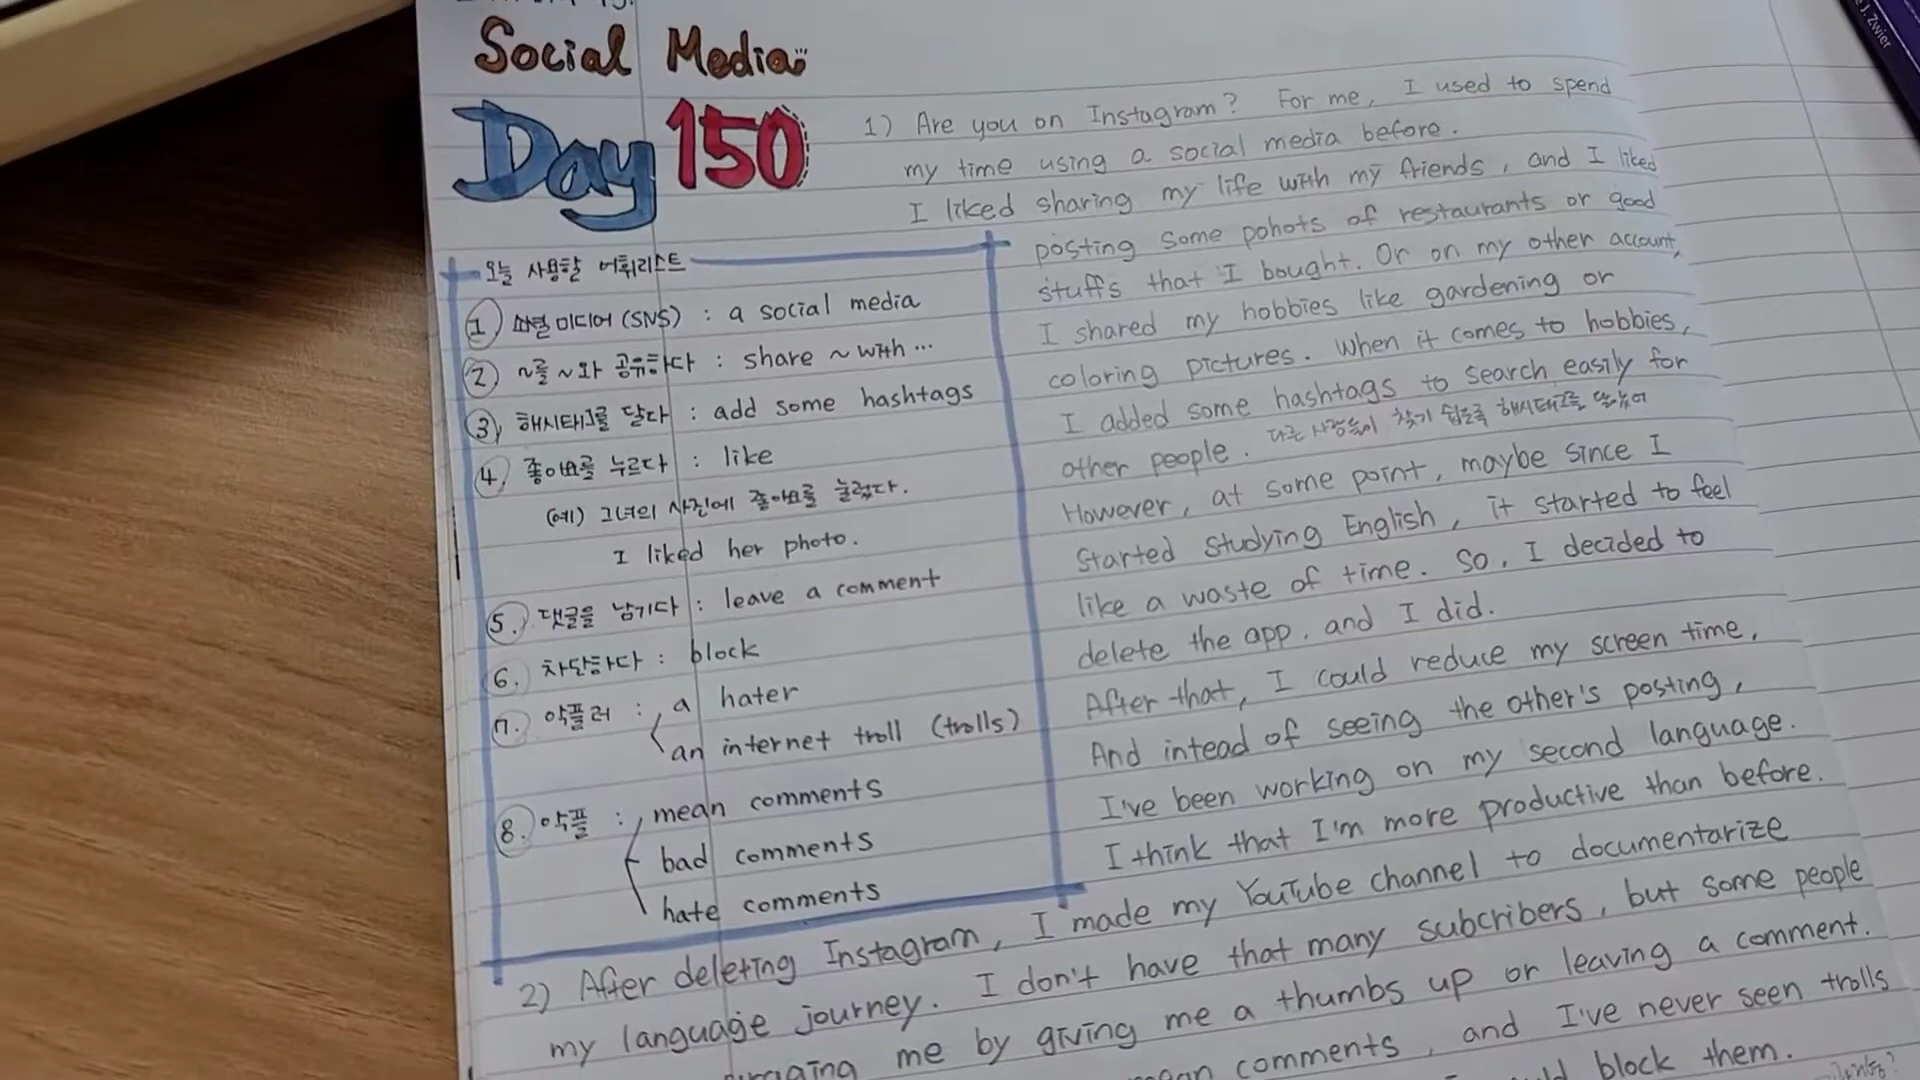 Social Media
Day 150
오늘 사용할 어휘리스트
① 소셜 미디어 (SNS) : a social media
② ~를 ~와 공유하다 : share ~ with ...
③ 해시태그를 달다 : add some hashtags
④ 좋아요를 누르다 : like
(예) 그녀의 사진에 좋아요를 눌렀다.
I liked her photo.
⑤ 댓글을 남기다 : leave a comment
6. 차단하다 : block
7. 악플러 : a hater
an internet troll (trolls)
8. 악플 : mean comments
bad comments
hate comments
1) Are you on Instagram? For me, I used to spend
my time using a social media before.
I liked sharing my life with my friends, and I liked
posting some pohots of restaurants or good
stuffs that I bought. Or on my other account,
I shared my hobbies like gardening or
coloring pictures. When it comes to hobbies,
I added some hashtags to search easily for
other people. 다른 사람들이 찾기 쉽도록 해시태그를
However, at some point, maybe since I
started studying English, it started to feel
like a waste of time. So, I decided to
delete the app, and I did.
After that, I could reduce my screen time,
And intead of seeing the other's posting,
I've been working on my second language.
I think that I'm more productive than before.
2) After deleting Instagram, I made my YouTube channel to documentarize
my language journey. I don't have that many subcribers, but some people
me by giving me a thumbs up or leaving a comment.
comments, and I've never seen trolls
block them.
J. Zwier